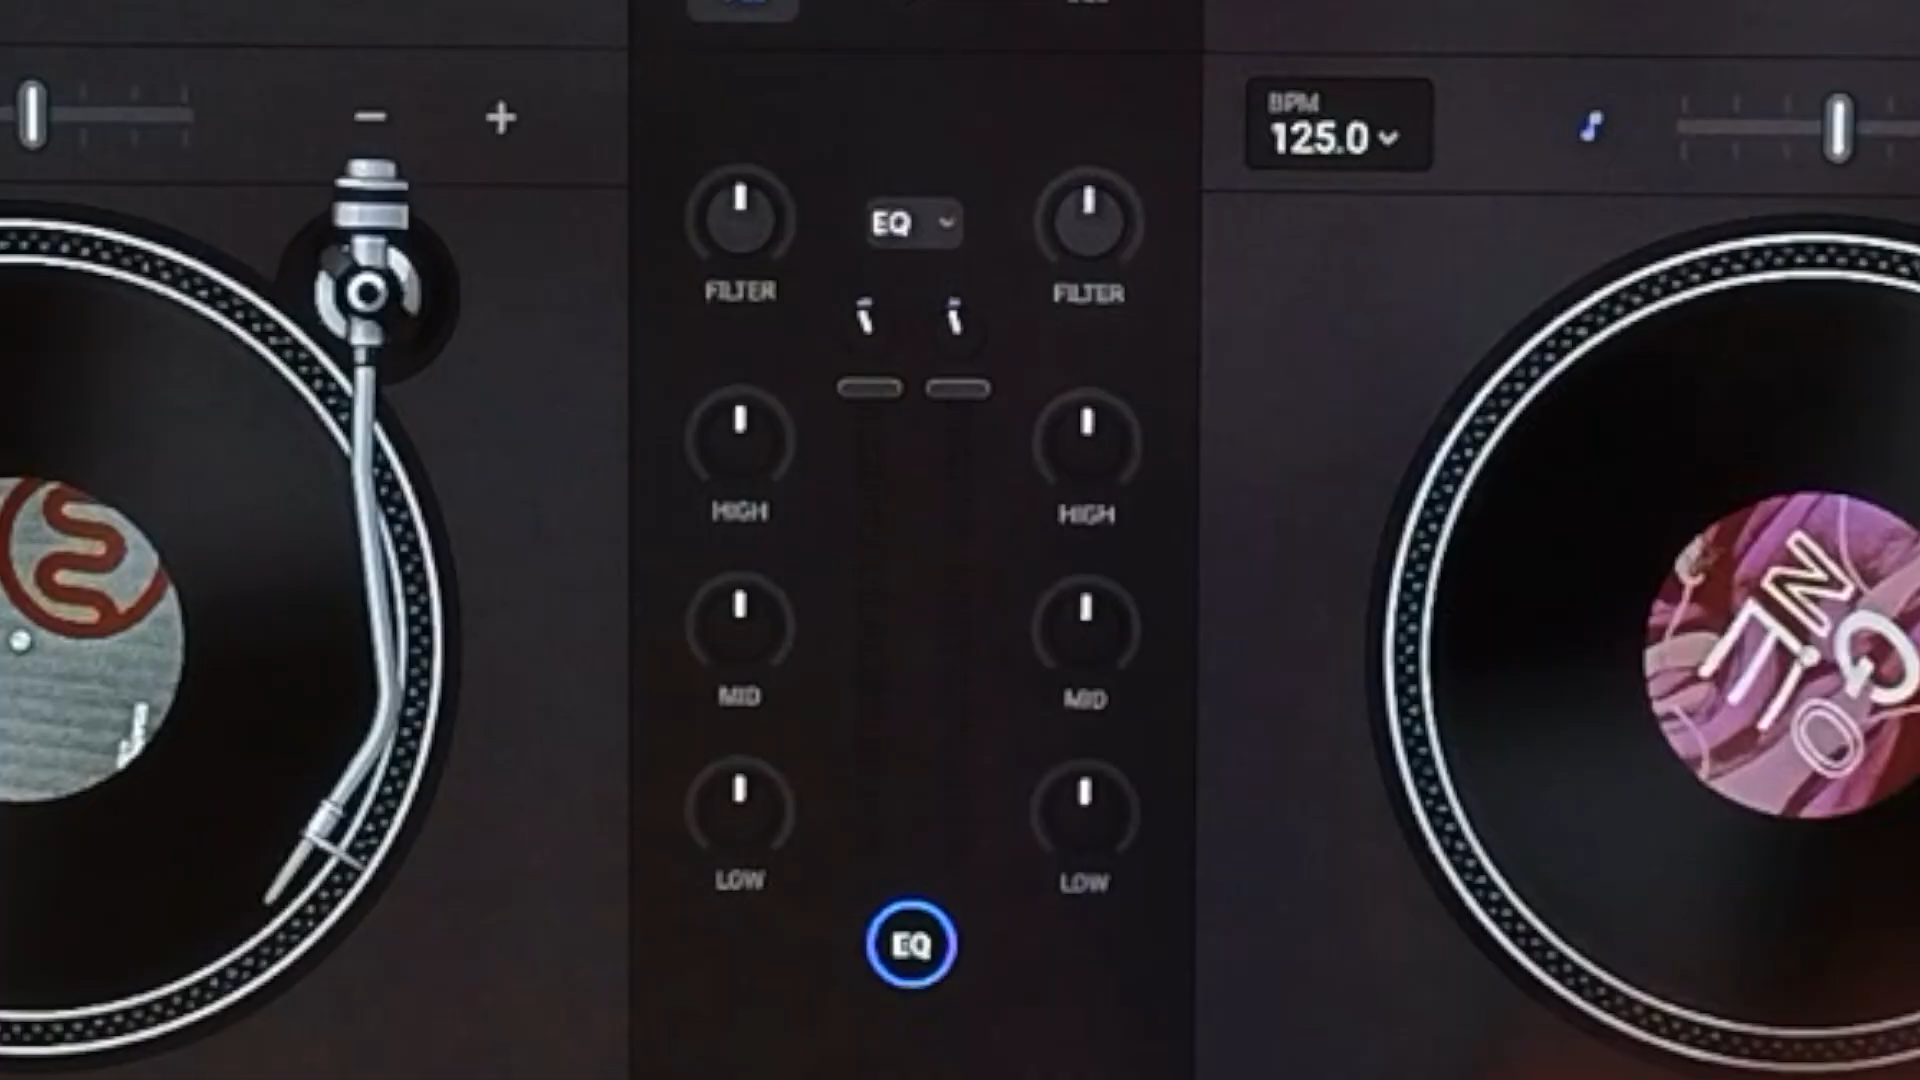 BPM
125.0
EQ
FILTER
FILTER
HIGH
HIGH
MID
MID
LOW
LOW
EQ